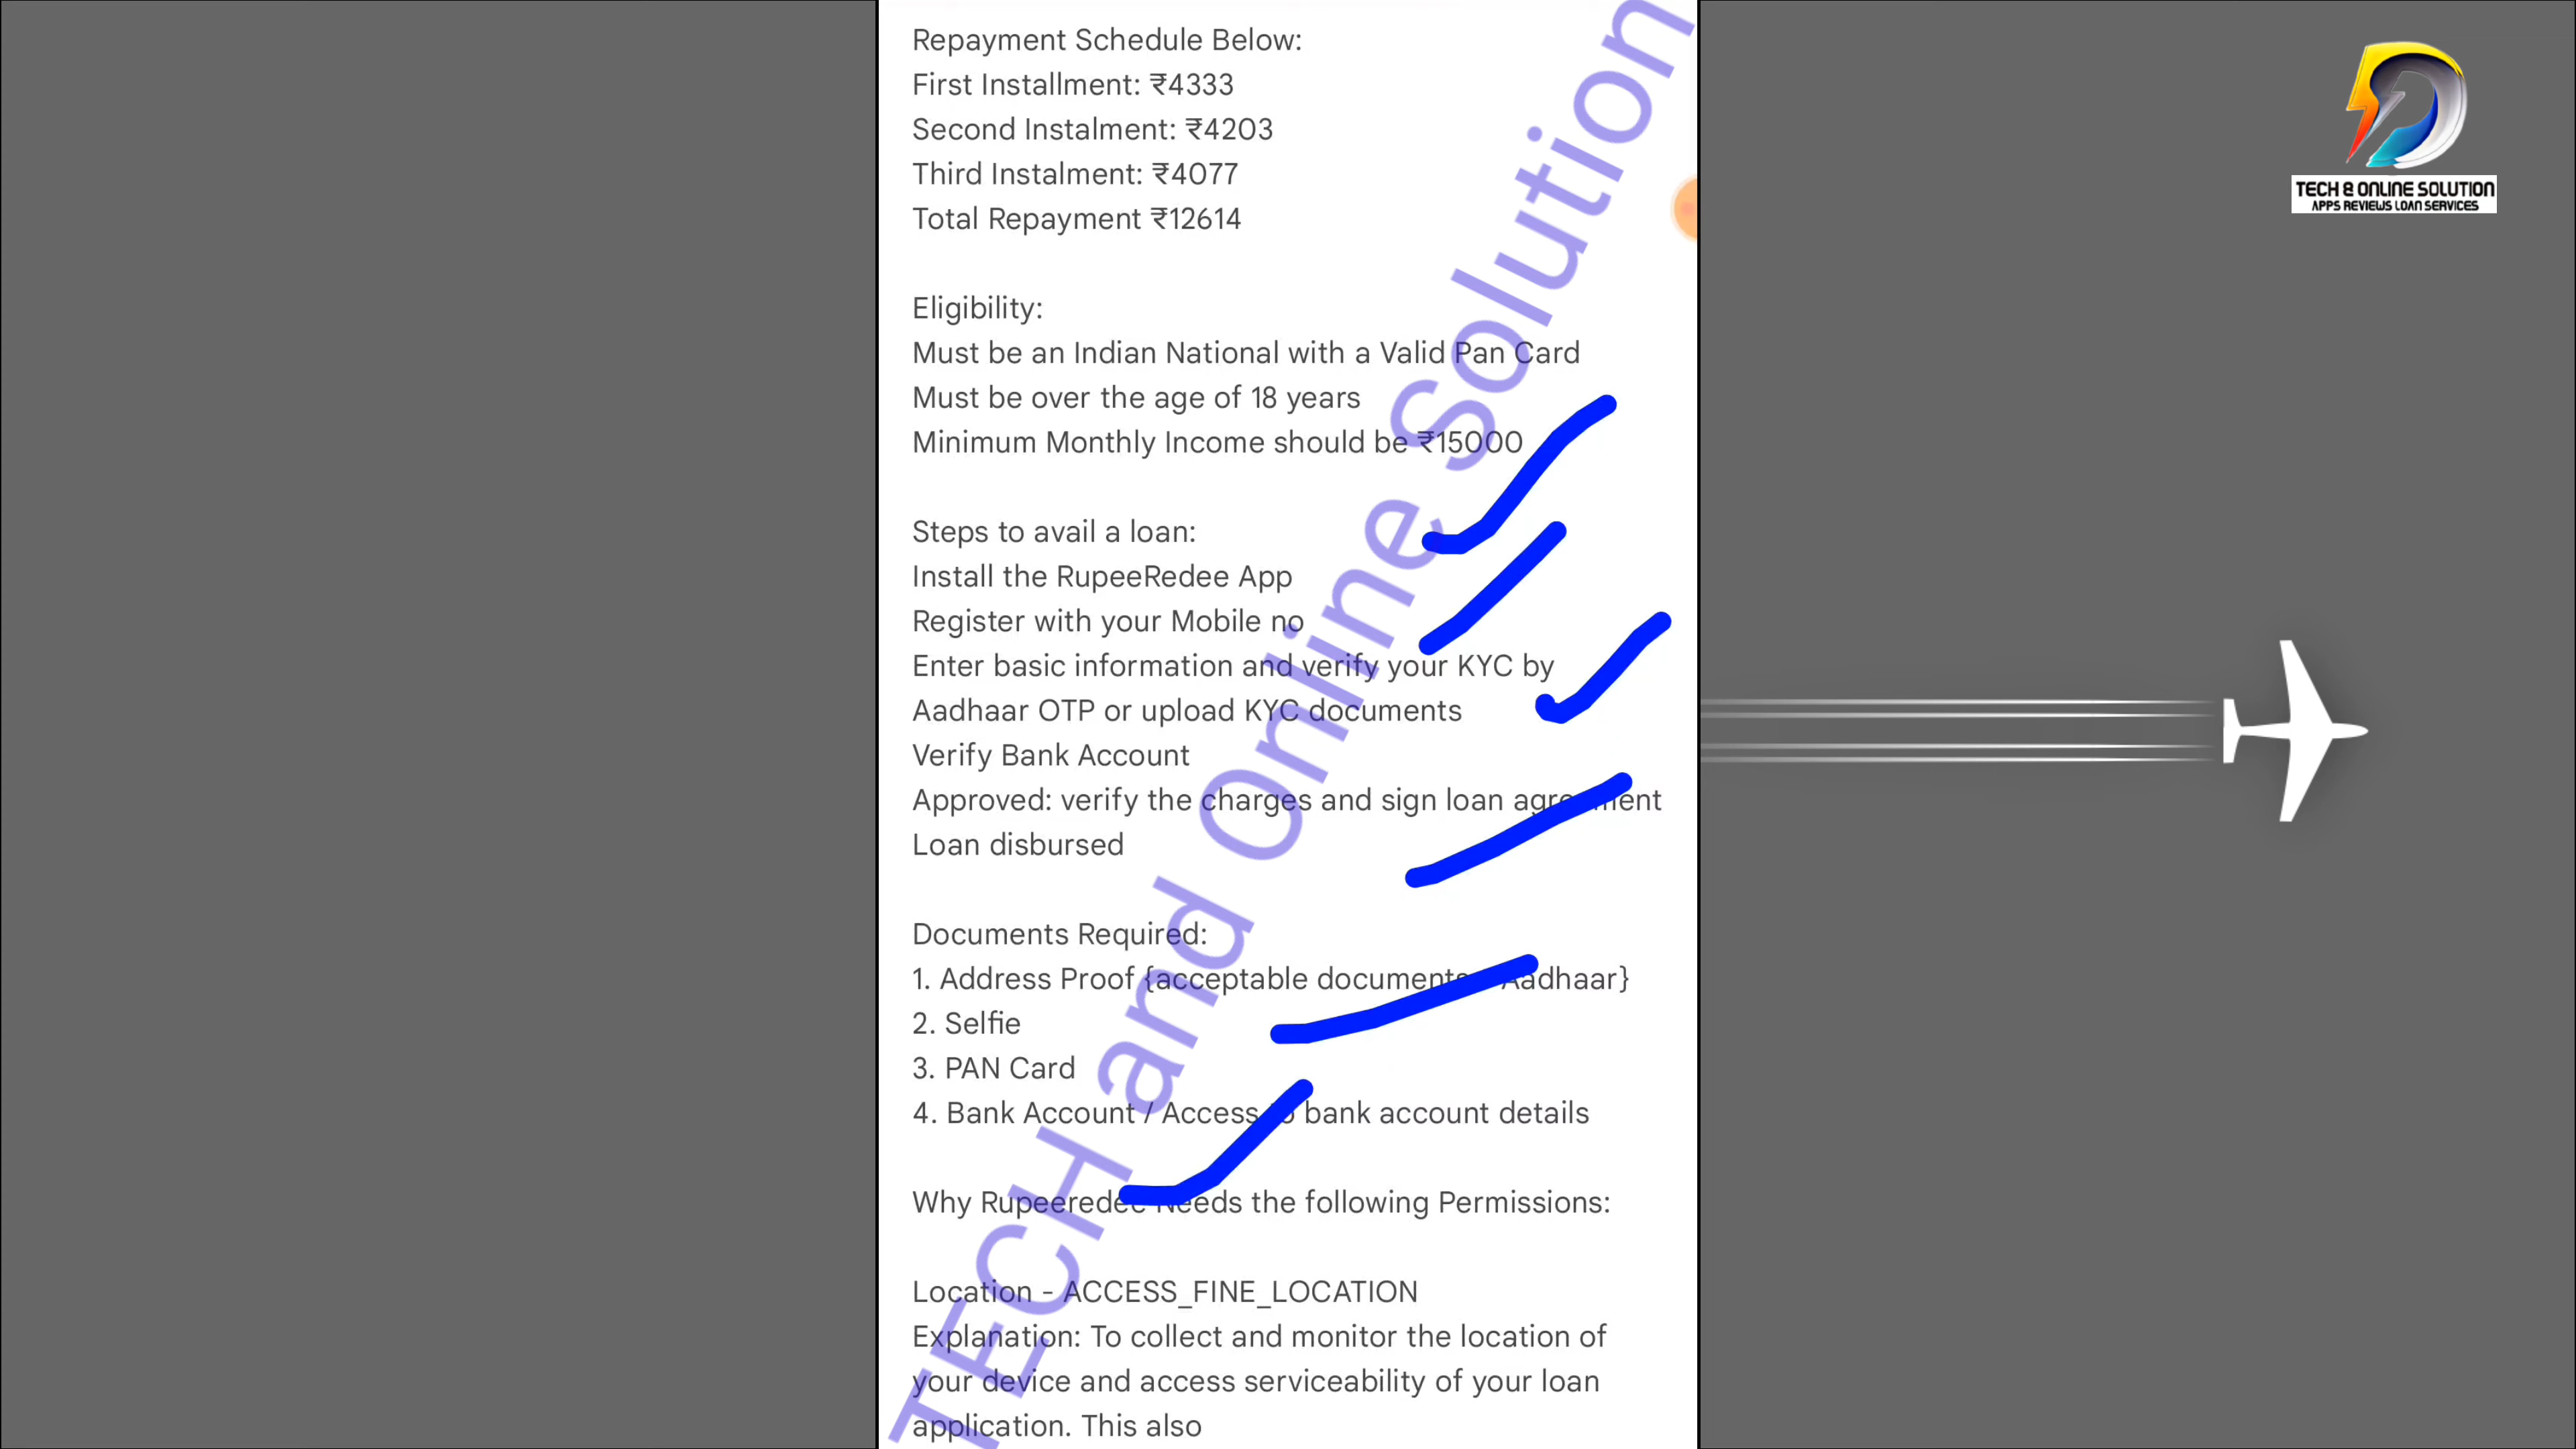 Repayment Schedule Below:
First Installment: ₹4333
Second Instalment: ₹4203
Third Instalment: ₹4077
Total Repayment ₹12614
Eligibility:
Must be an Indian National with a Valid Pan Card
Must be over the age of 18 years
Minimum Monthly Income should be ₹15000
Steps to avail a loan:
Install the RupeeRedee App
Register with your Mobile no
Enter basic information and verify your KYC by
Aadhaar OTP or upload KYC documents
Verify Bank Account
Approved: verify the charges and sign loan agreement
Loan disbursed
Documents Required:
1. Address Proof {acceptable documents Aadhaar}
2. Selfie
3. PAN Card
4. Bank Account / Access to bank account details
Why Rupeeredee Needs the following Permissions:
Location - ACCESS_FINE_LOCATION
Explanation: To collect and monitor the location of
your device and access serviceability of your loan
application. This also
TECH and Online Solution
TECH & ONLINE SOLUTION
APPS REVIEWS LOAN SERVICES